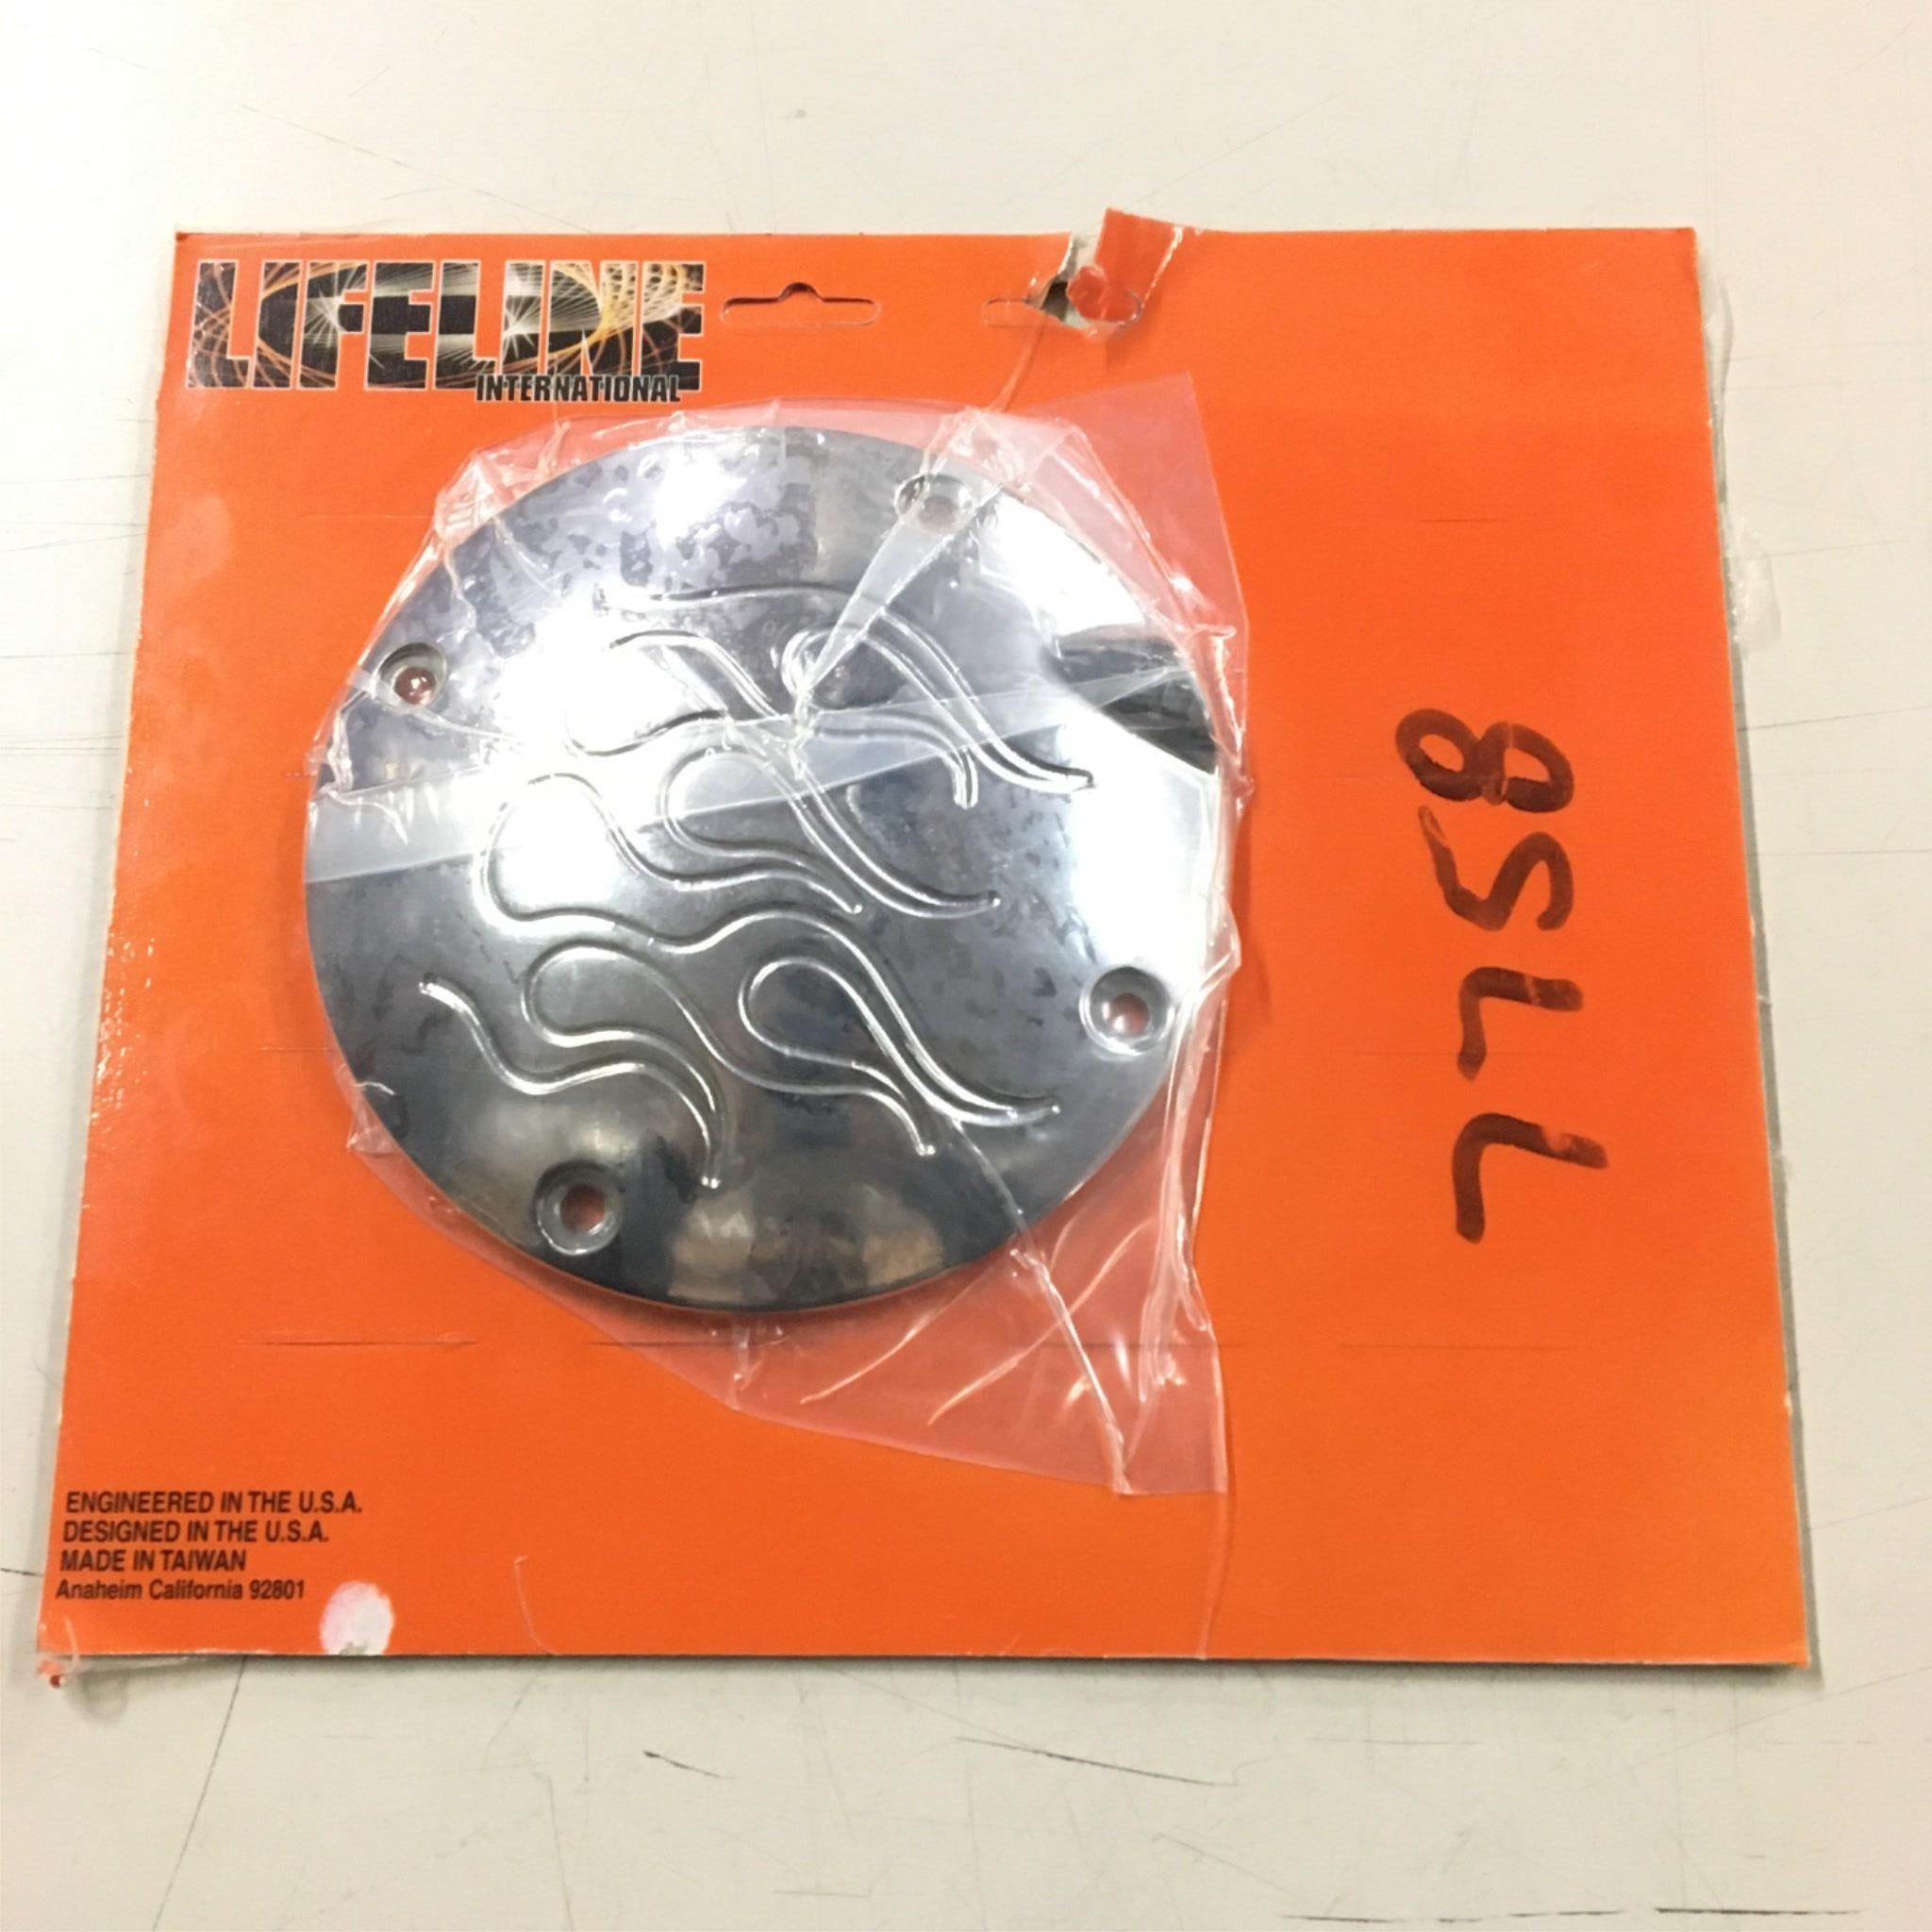 LIFELINE
INTERNATIONAL
7758
ENGINEERED IN THE U.S.A.
DESIGNED IN THE U.S.A.
MADE IN TAIWAN
Anaheim California 92801